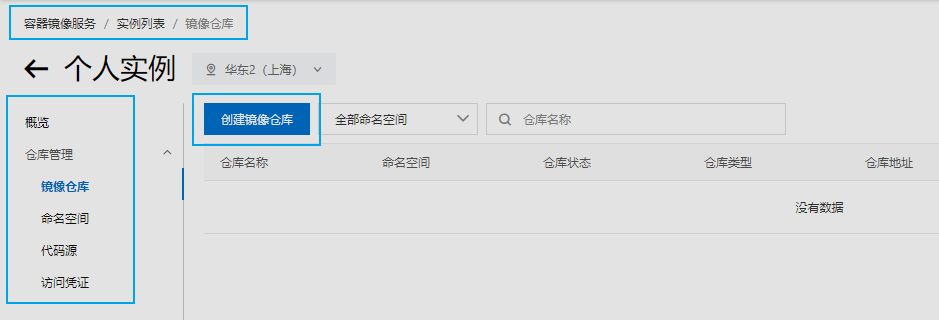 容器镜像服务 / 实例列表 / 镜像仓库
个人实例 华东2（上海）
概览
仓库管理
镜像仓库
命名空间
代码源
访问凭证
创建镜像仓库 全部命名空间 仓库名称
仓库名称 命名空间 仓库状态 仓库类型 仓库地址
没有数据